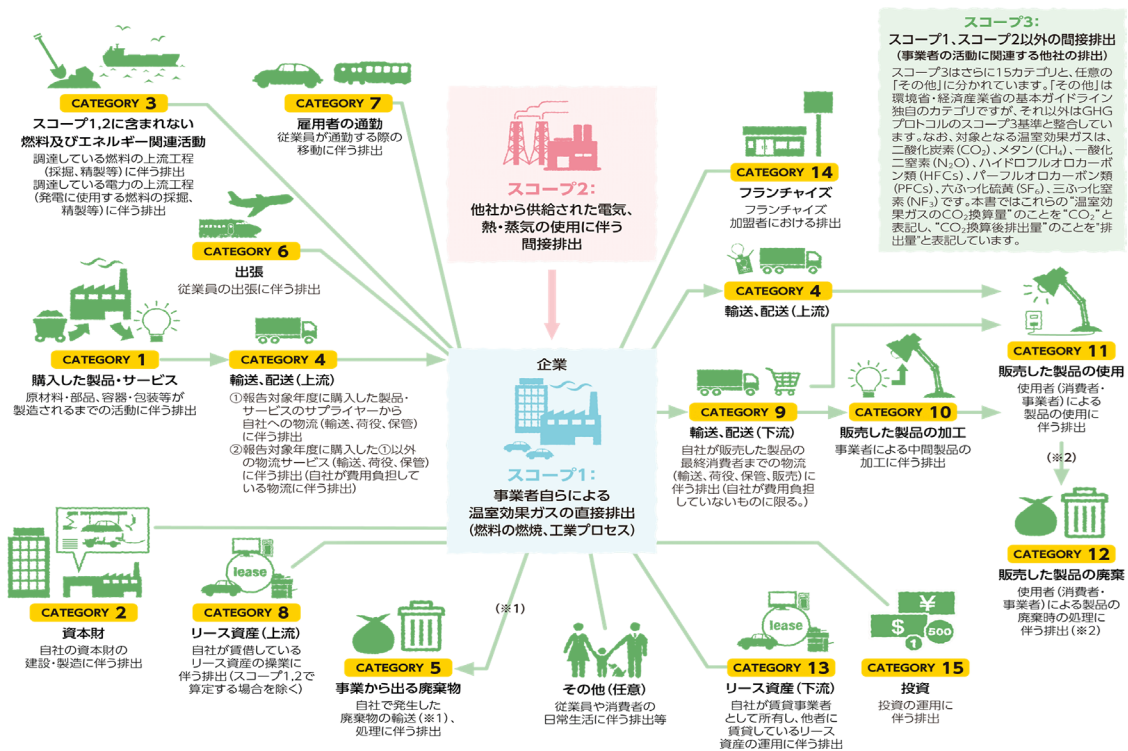 スコープ3:
スコープ1、スコープ2以外の間接排出
(事業者の活動に関連する他社の排出)
スコープ3はさらに15カテゴリと、任意の
「その他」に分かれています。「その他」は
環境省・経済産業省の基本ガイドライン
独自のカテゴリですが、それ以外はGHG
プロトコルのスコープ3基準と整合してい
ます。なお、対象となる温室効果ガスは、
二酸化炭素(CO₂)、メタン(CH₄)、一酸化
二窒素(N₂O)、ハイドロフルオロカーボ
ン類(HFCs)、パーフルオロカーボン類
(PFCs)、六ふっ化硫黄(SF₆)、三ふっ化窒
素(NF₃)です。本書ではこれらの“温室効
果ガスのCO₂換算量”のことを“CO₂”と
表記し、“CO₂換算後排出量”のことを“排
出量”と表記しています。
CATEGORY 3
スコープ1,2に含まれない
燃料及びエネルギー関連活動
調達している燃料の上流工程
(採掘、精製等)に伴う排出
調達している電力の上流工程
(発電に使用する燃料の採掘、
精製等)に伴う排出
CATEGORY 7
雇用者の通勤
従業員が通勤する際の
移動に伴う排出
スコープ2:
他社から供給された電気、
熱・蒸気の使用に伴う
間接排出
CATEGORY 14
フランチャイズ
フランチャイズ
加盟者における排出
CATEGORY 6
出張
従業員の出張に伴う排出
CATEGORY 4
輸送、配送(上流)
CATEGORY 1
購入した製品・サービス
原材料・部品、容器・包装等が
製造されるまでの活動に伴う排出
CATEGORY 4
輸送、配送(上流)
①報告対象年度に購入した製品・
サービスのサプライヤーから
自社への物流(輸送、荷役、保管)
に伴う排出
②報告対象年度に購入した①以外
の物流サービス(輸送、荷役、保管)
に伴う排出(自社が費用負担して
いる物流に伴う排出)
企業
スコープ1:
事業者自らによる
温室効果ガスの直接排出
(燃料の燃焼、工業プロセス)
CATEGORY 9
輸送、配送(下流)
自社が販売した製品の
最終消費者までの物流
(輸送、荷役、保管、販売)に
伴う排出(自社が費用負担
していないものに限る。)
CATEGORY 10
販売した製品の加工
事業者による中間製品の
加工に伴う排出
CATEGORY 11
販売した製品の使用
使用者(消費者・
事業者)による
製品の使用に
伴う排出
(※2)
CATEGORY 12
販売した製品の廃棄
使用者(消費者・
事業者)による製品の
廃棄時の処理に
伴う排出(※2)
CATEGORY 2
資本財
自社の資本財の
建設・製造に伴う排出
lease
CATEGORY 8
リース資産(上流)
自社が賃借している
リース資産の操業に
伴う排出(スコープ1,2で
算定する場合を除く)
(※1)
CATEGORY 5
事業から出る廃棄物
自社で発生した
廃棄物の輸送(※1)、
処理に伴う排出
その他(任意)
従業員や消費者の
日常生活に伴う排出等
lease
CATEGORY 13
リース資産(下流)
自社が賃貸事業者
として所有し、他者に
賃貸しているリース
資産の運用に伴う排出
¥
$
500
1
CATEGORY 15
投資
投資の運用に
伴う排出